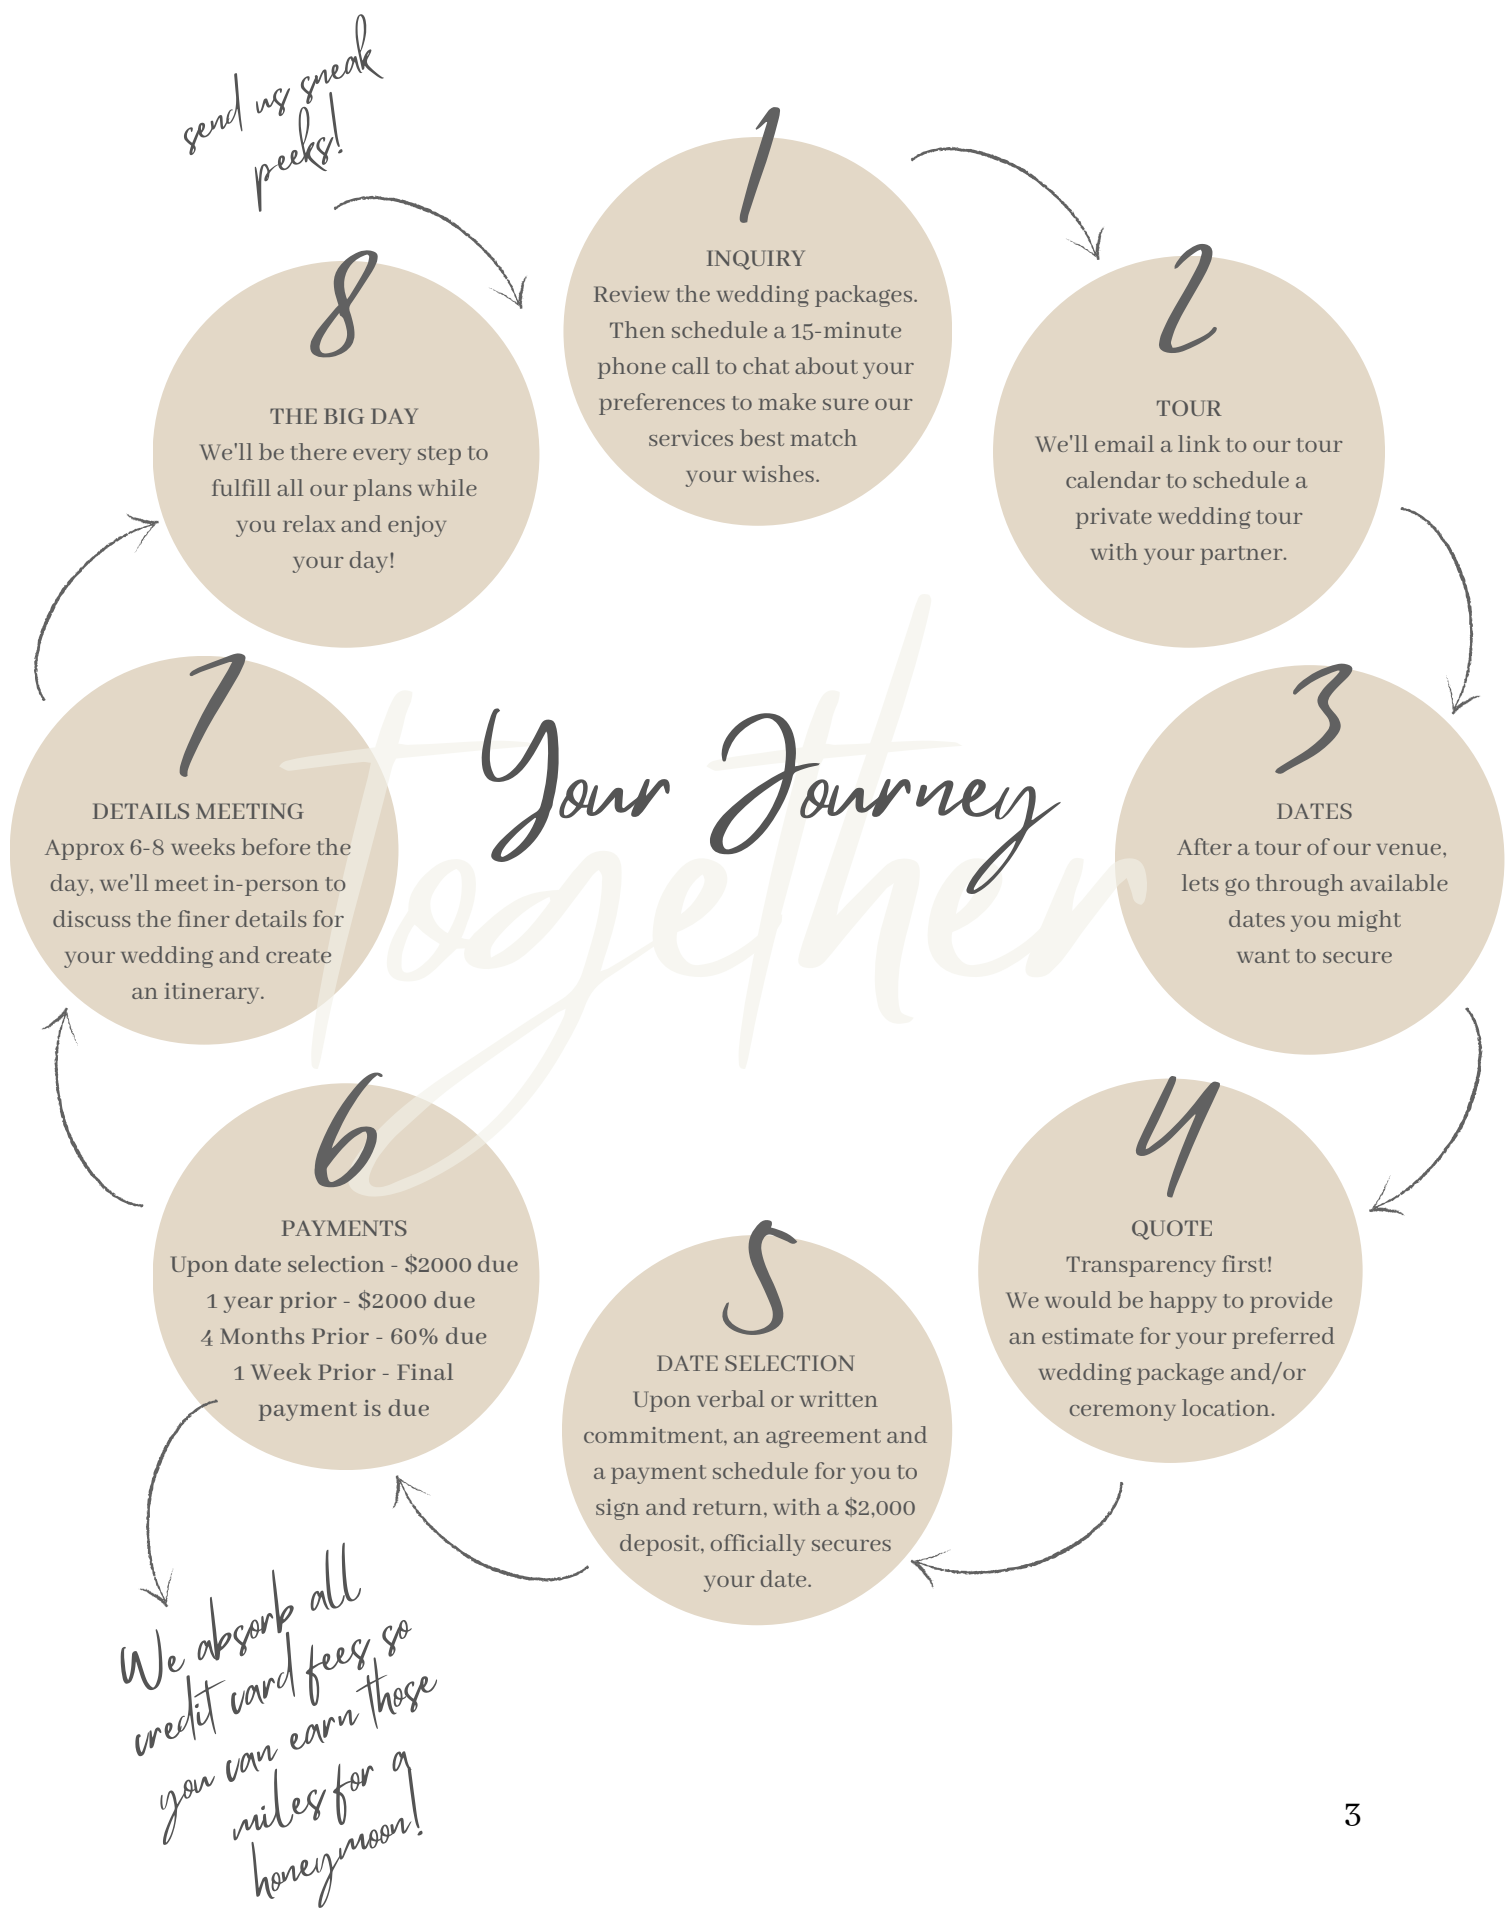 send us sneak
peeks!
1
INQUIRY
Review the wedding packages.
Then schedule a 15-minute
phone call to chat about your
preferences to make sure our
services best match
your wishes.
2
TOUR
We'll email a link to our tour
calendar to schedule a
private wedding tour
with your partner.
3
DATES
After a tour of our venue,
lets go through available
dates you might
want to secure
4
QUOTE
Transparency first!
We would be happy to provide
an estimate for your preferred
wedding package and/or
ceremony location.
5
DATE SELECTION
Upon verbal or written
commitment, an agreement and
a payment schedule for you to
sign and return, with a $2,000
deposit, officially secures
your date.
6
PAYMENTS
Upon date selection - $2000 due
1 year prior - $2000 due
4 Months Prior - 60% due
1 Week Prior - Final
payment is due
We absorb all
credit card fees so
you can earn those
miles for a
honeymoon!
7
DETAILS MEETING
Approx 6-8 weeks before the
day, we'll meet in-person to
discuss the finer details for
your wedding and create
an itinerary.
8
THE BIG DAY
We'll be there every step to
fulfill all our plans while
you relax and enjoy
your day!
Your Journey
together
3